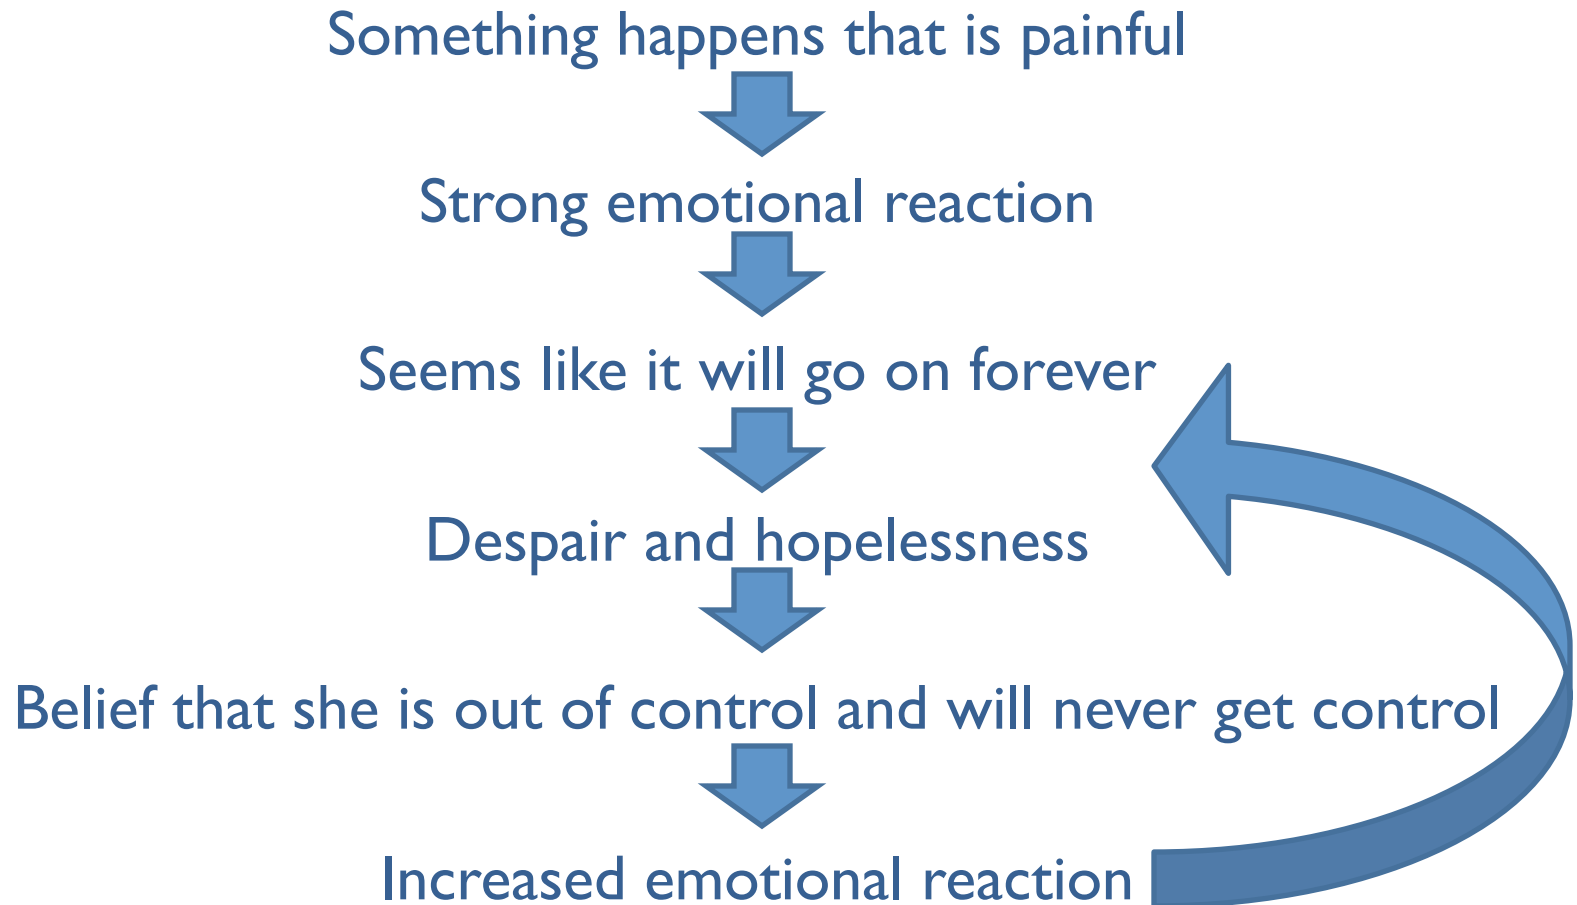 Something happens that is painful
Strong emotional reaction
Seems like it will go on forever
Despair and hopelessness
Belief that she is out of control and will never get control
Increased emotional reaction